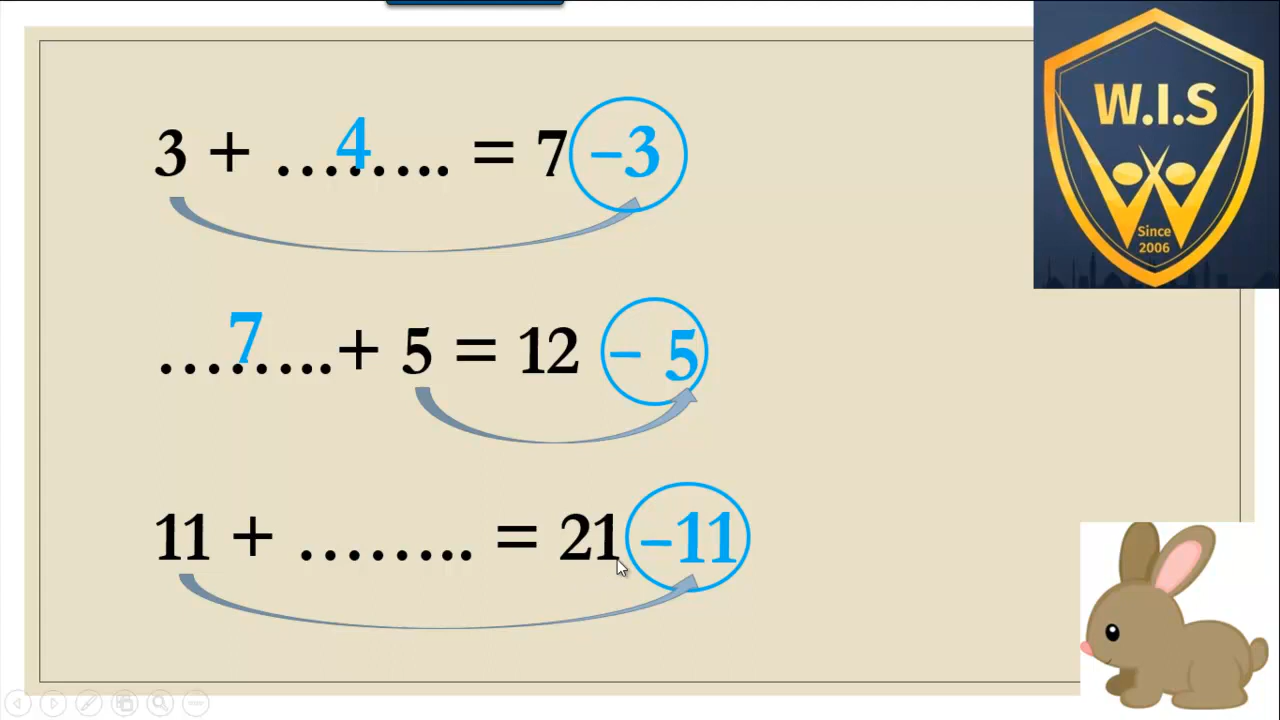 3 + ....4.... = 7 –3
....7....+ 5 = 12 – 5
11 + ........ = 21 –11
W.I.S
Since
2006